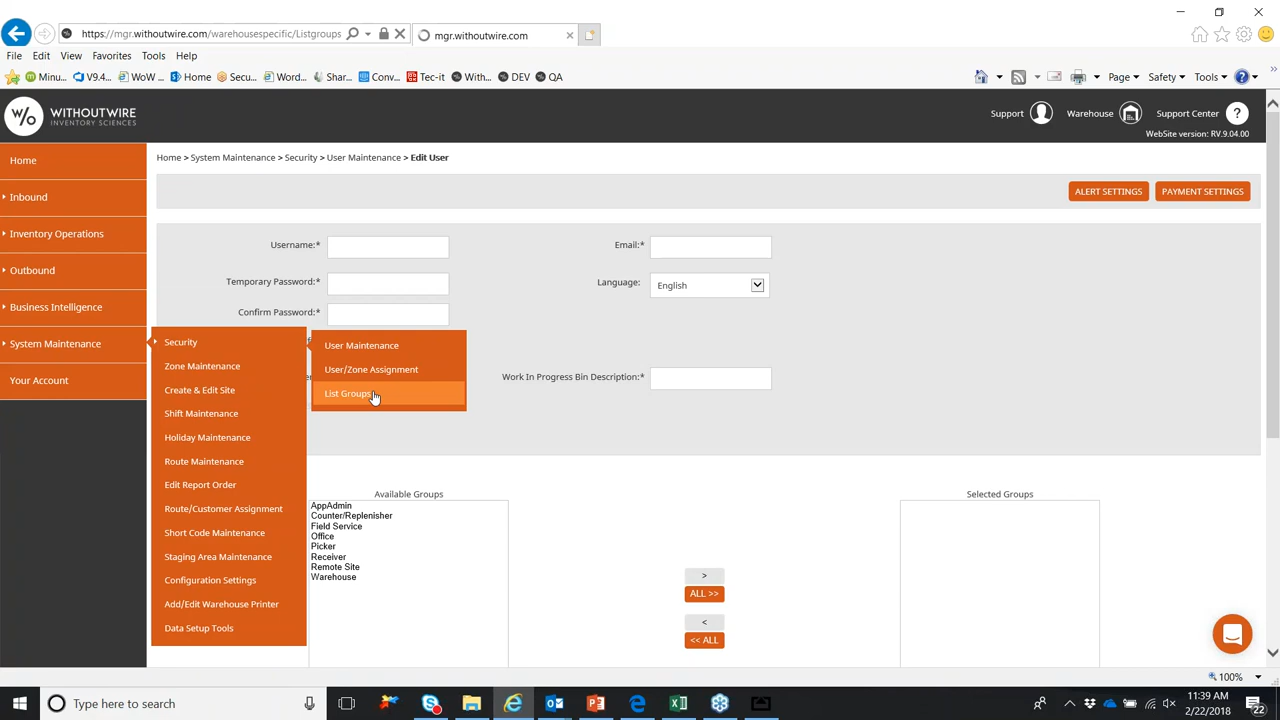 https://mgr.withoutwire.com/warehousespecific/Listgroups
mgr.withoutwire.com
File Edit View Favorites Tools Help
Minu... V9.4... WoW ... Home Secu... Word... Shar... Conv... Tec-it With... DEV QA
Page Safety Tools
W/O WITHOUTWIRE
INVENTORY SCIENCES
Support Warehouse Support Center ?
WebSite version: RV.9.04.00
Home
Inbound
Inventory Operations
Outbound
Business Intelligence
System Maintenance
Your Account
Home > System Maintenance > Security > User Maintenance > Edit User
ALERT SETTINGS PAYMENT SETTINGS
Username:* Email:*
Temporary Password:* Language: English
Confirm Password:*
Work In Progress Bin Description:*
Security
Zone Maintenance
Create & Edit Site
Shift Maintenance
Holiday Maintenance
Route Maintenance
Edit Report Order
Route/Customer Assignment
Short Code Maintenance
Staging Area Maintenance
Configuration Settings
Add/Edit Warehouse Printer
Data Setup Tools
User Maintenance
User/Zone Assignment
List Groups
Available Groups
AppAdmin
Counter/Replenisher
Field Service
Office
Picker
Receiver
Remote Site
Warehouse
>
ALL >>
<
<< ALL
Selected Groups
100%
Type here to search
11:39 AM
2/22/2018
22